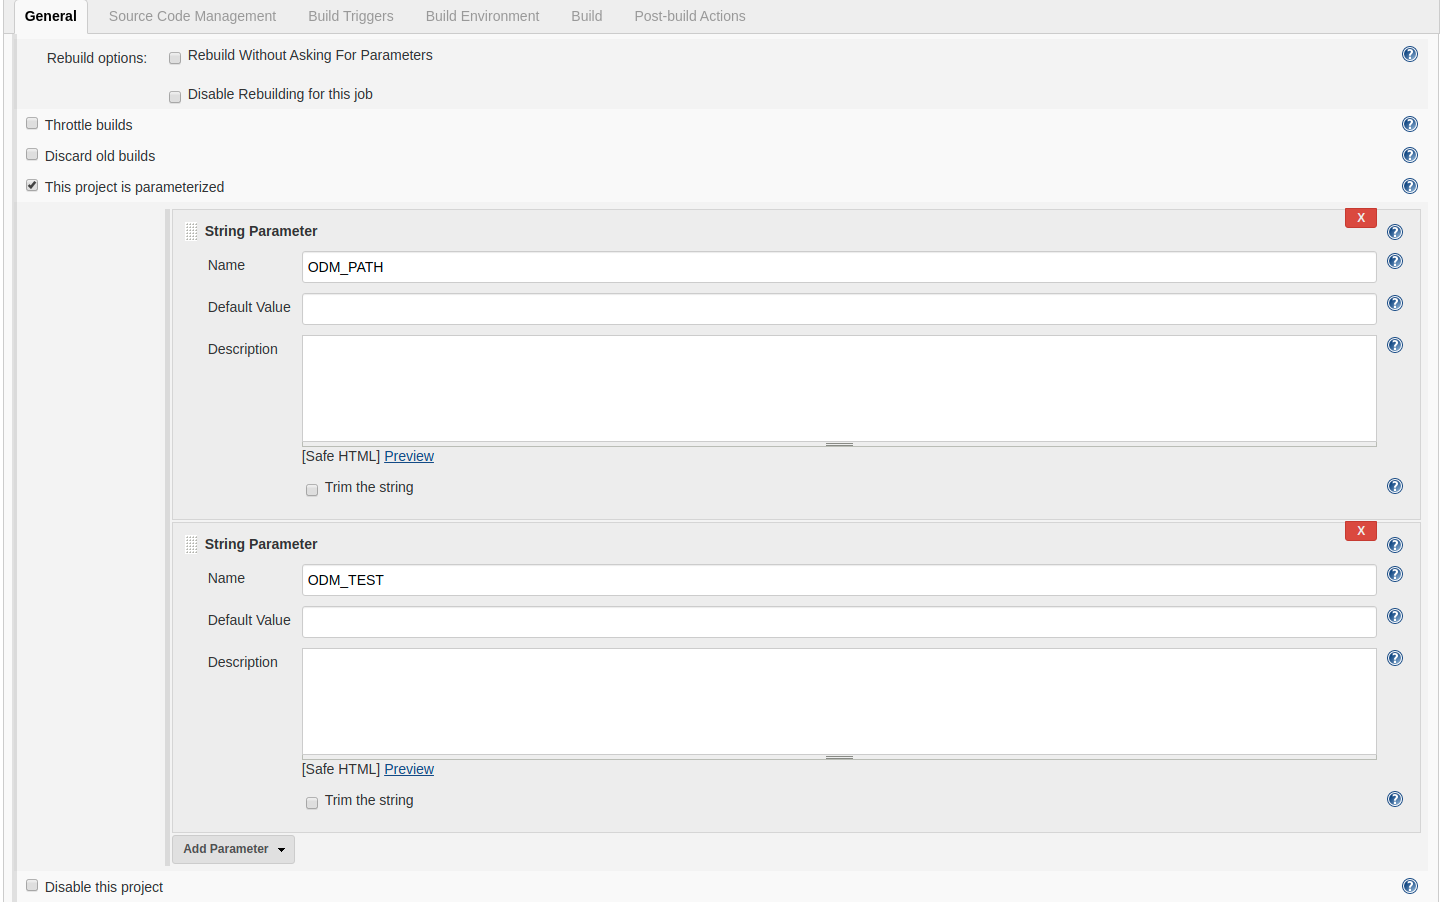 General Source Code Management Build Triggers Build Environment Build Post-build Actions
Rebuild options: Rebuild Without Asking For Parameters
Disable Rebuilding for this job
Throttle builds
Discard old builds
This project is parameterized
X
String Parameter
Name ODM_PATH
Default Value
Description
[Safe HTML] Preview
Trim the string
X
String Parameter
Name ODM_TEST
Default Value
Description
[Safe HTML] Preview
Trim the string
Add Parameter
Disable this project